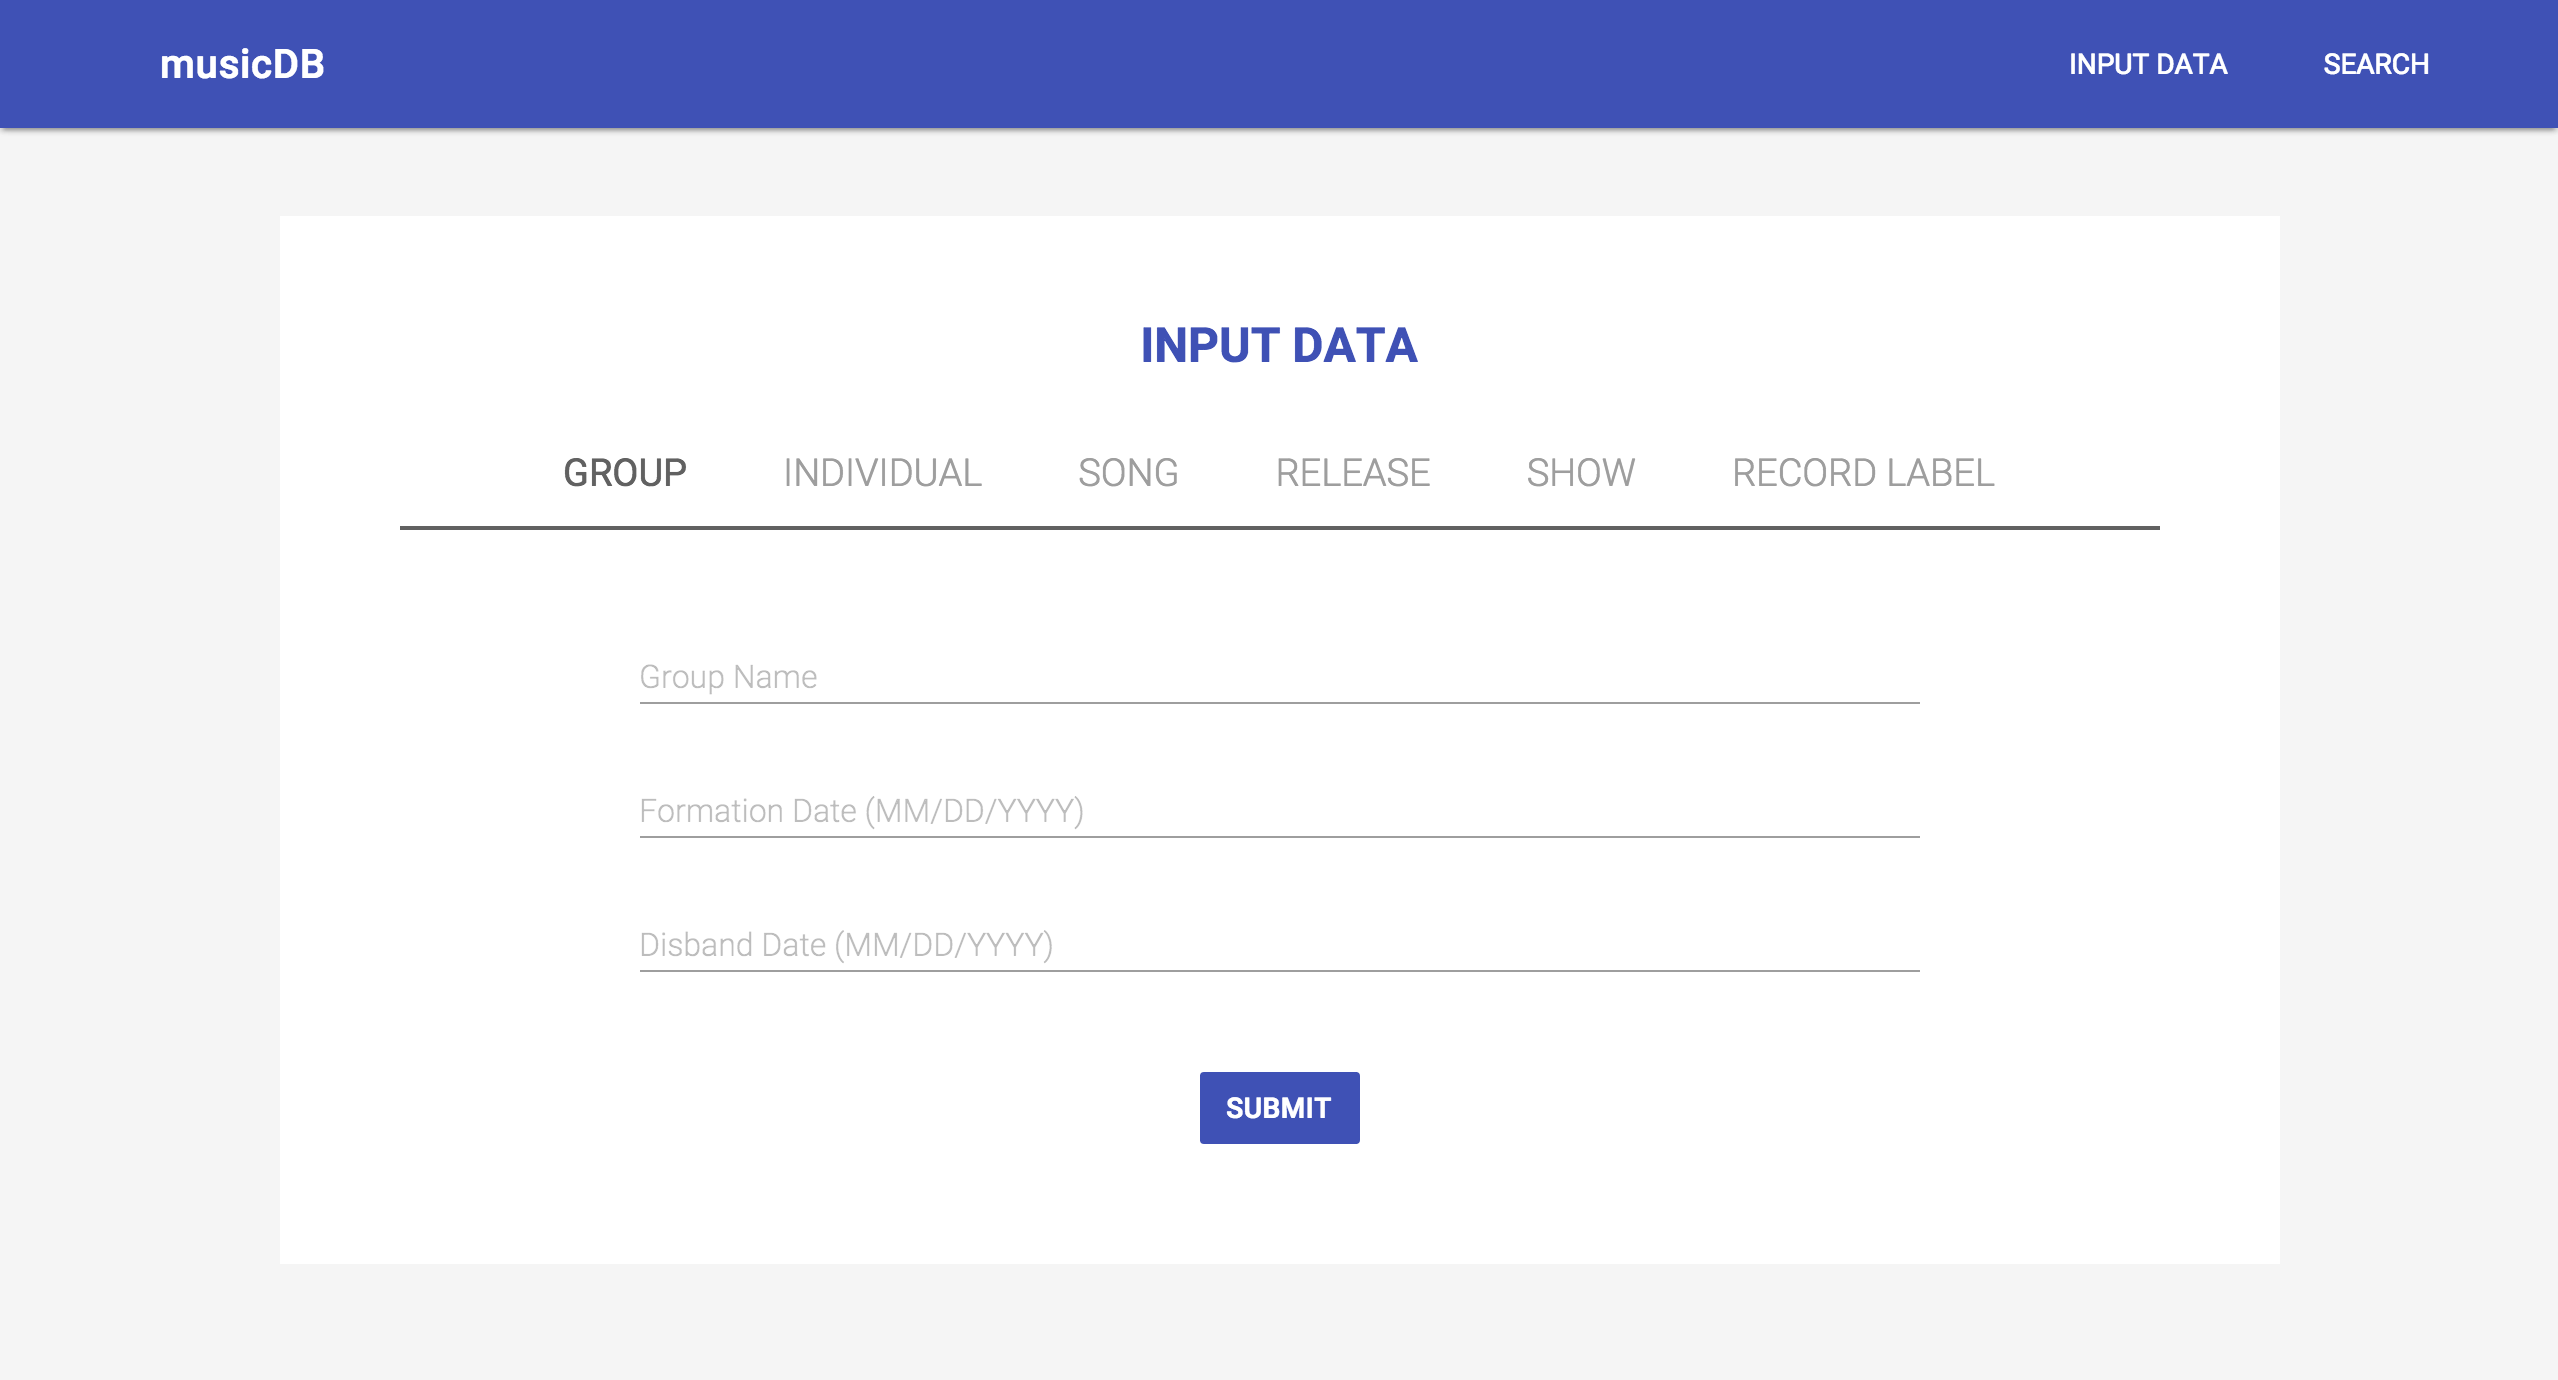 musicDB INPUT DATA SEARCH
INPUT DATA
GROUP INDIVIDUAL SONG RELEASE SHOW RECORD LABEL
Group Name
Formation Date (MM/DD/YYYY)
Disband Date (MM/DD/YYYY)
SUBMIT